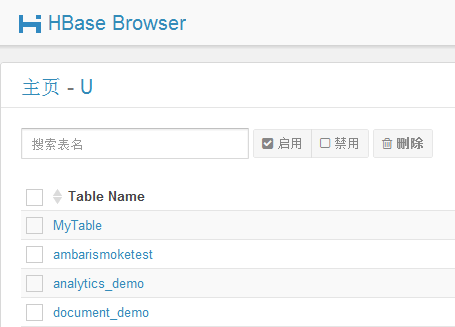 HBase Browser
主页 - U
搜索表名 启用 禁用 删除
Table Name
MyTable
ambarismoketest
analytics_demo
document_demo